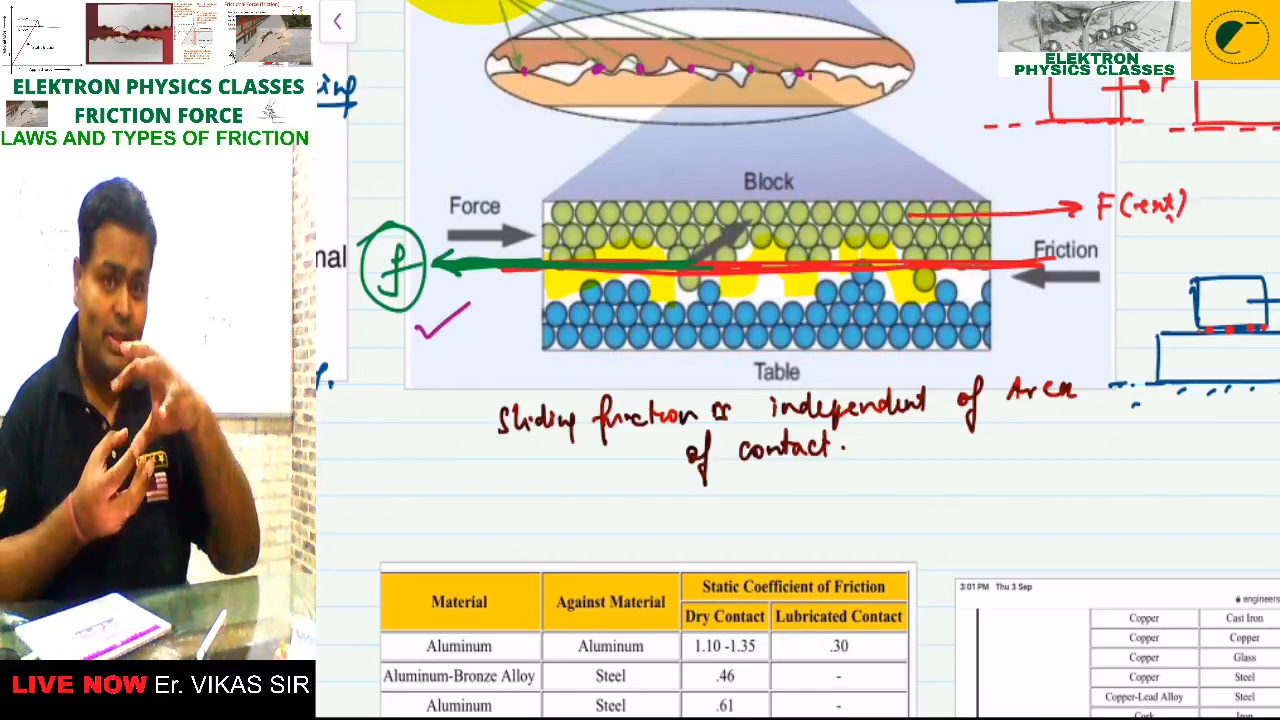 ELEKTRON PHYSICS CLASSES
FRICTION FORCE
LAWS AND TYPES OF FRICTION
LIVE NOW Er. VIKAS SIR
ELEKTRON
PHYSICS CLASSES
Block
Force
F(ext)
f
Friction
Table
Sliding friction is independent of Area
of contact.
Material
Against Material
Static Coefficient of Friction
Dry Contact
Lubricated Contact
Aluminum Aluminum 1.10 -1.35 .30
Aluminum-Bronze Alloy Steel .46 -
Aluminum Steel .61 -
3:01 PM Thu 3 Sep
engineers
Copper Cast Iron
Copper Copper
Copper Glass
Copper Steel
Copper-Lead Alloy Steel
Cork Iron